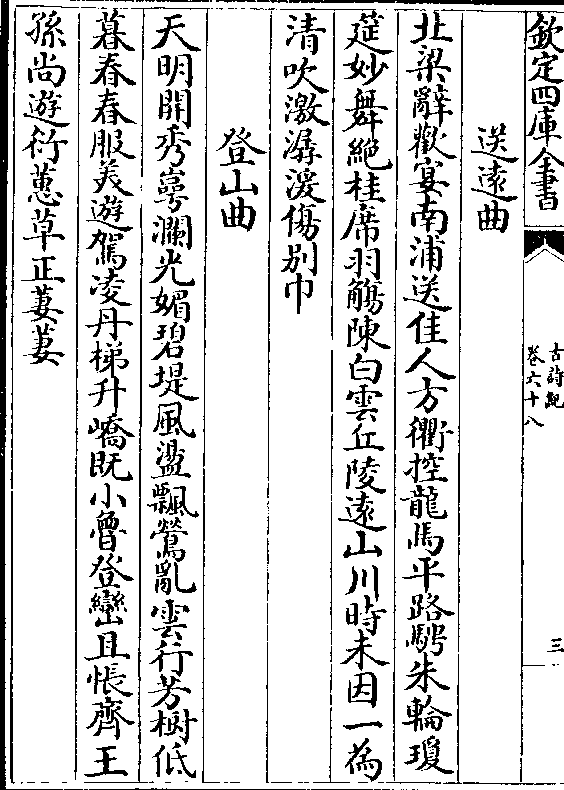 欽定四庫全書
古詩紀
卷六十八
三
送遠曲
北梁辭歡宴南浦送佳人方衢控龍馬平路騁朱輪瓊
筵妙舞絶桂席羽觴陳白雲丘陵遠山川時未因一為
清吹激潺湲傷别巾
登山曲
天明開秀崿瀾光媚碧堤風盪飄鶯亂雲行芳樹低
暮春春服美遊駕凌丹梯升嶠既小魯登巒且悵齊王
孫尚遊衍蕙草正萋萋